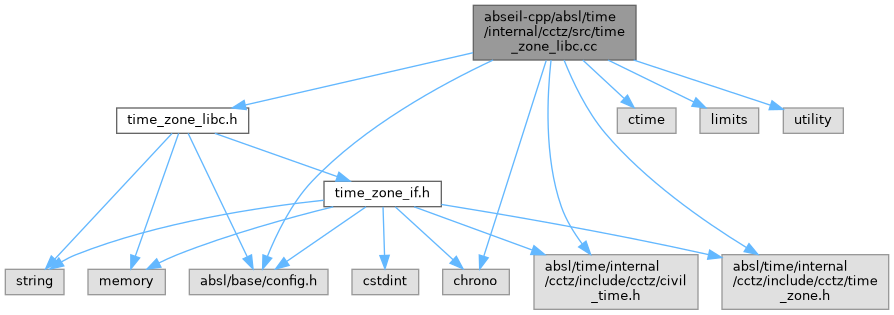 abseil-cpp/absl/time
/internal/cctz/src/time
_zone_libc.cc
time_zone_libc.h
ctime
limits
utility
time_zone_if.h
string
memory
absl/base/config.h
cstdint
chrono
absl/time/internal
/cctz/include/cctz/civil
_time.h
absl/time/internal
/cctz/include/cctz/time
_zone.h